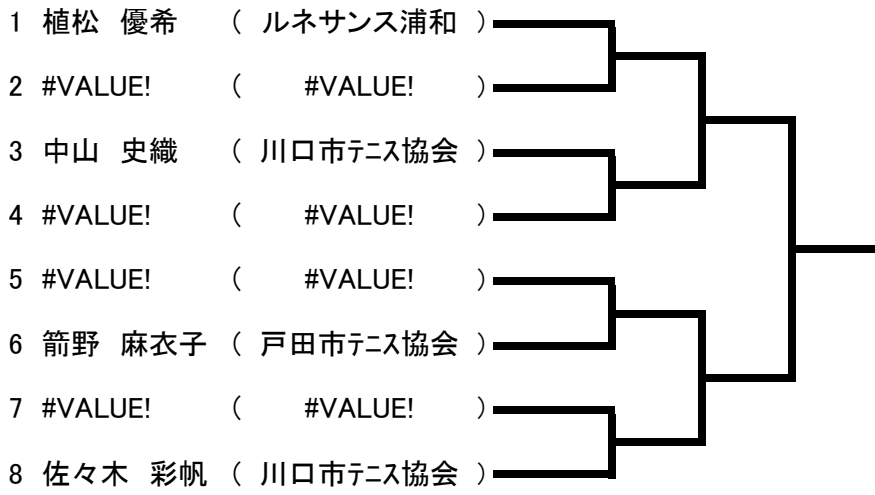 1 植松 優希 ( ルネサンス浦和 )
2 #VALUE! ( #VALUE! )
3 中山 史織 ( 川口市テニス協会 )
4 #VALUE! ( #VALUE! )
5 #VALUE! ( #VALUE! )
6 箭野 麻衣子 ( 戸田市テニス協会 )
7 #VALUE! ( #VALUE! )
8 佐々木 彩帆 ( 川口市テニス協会 )